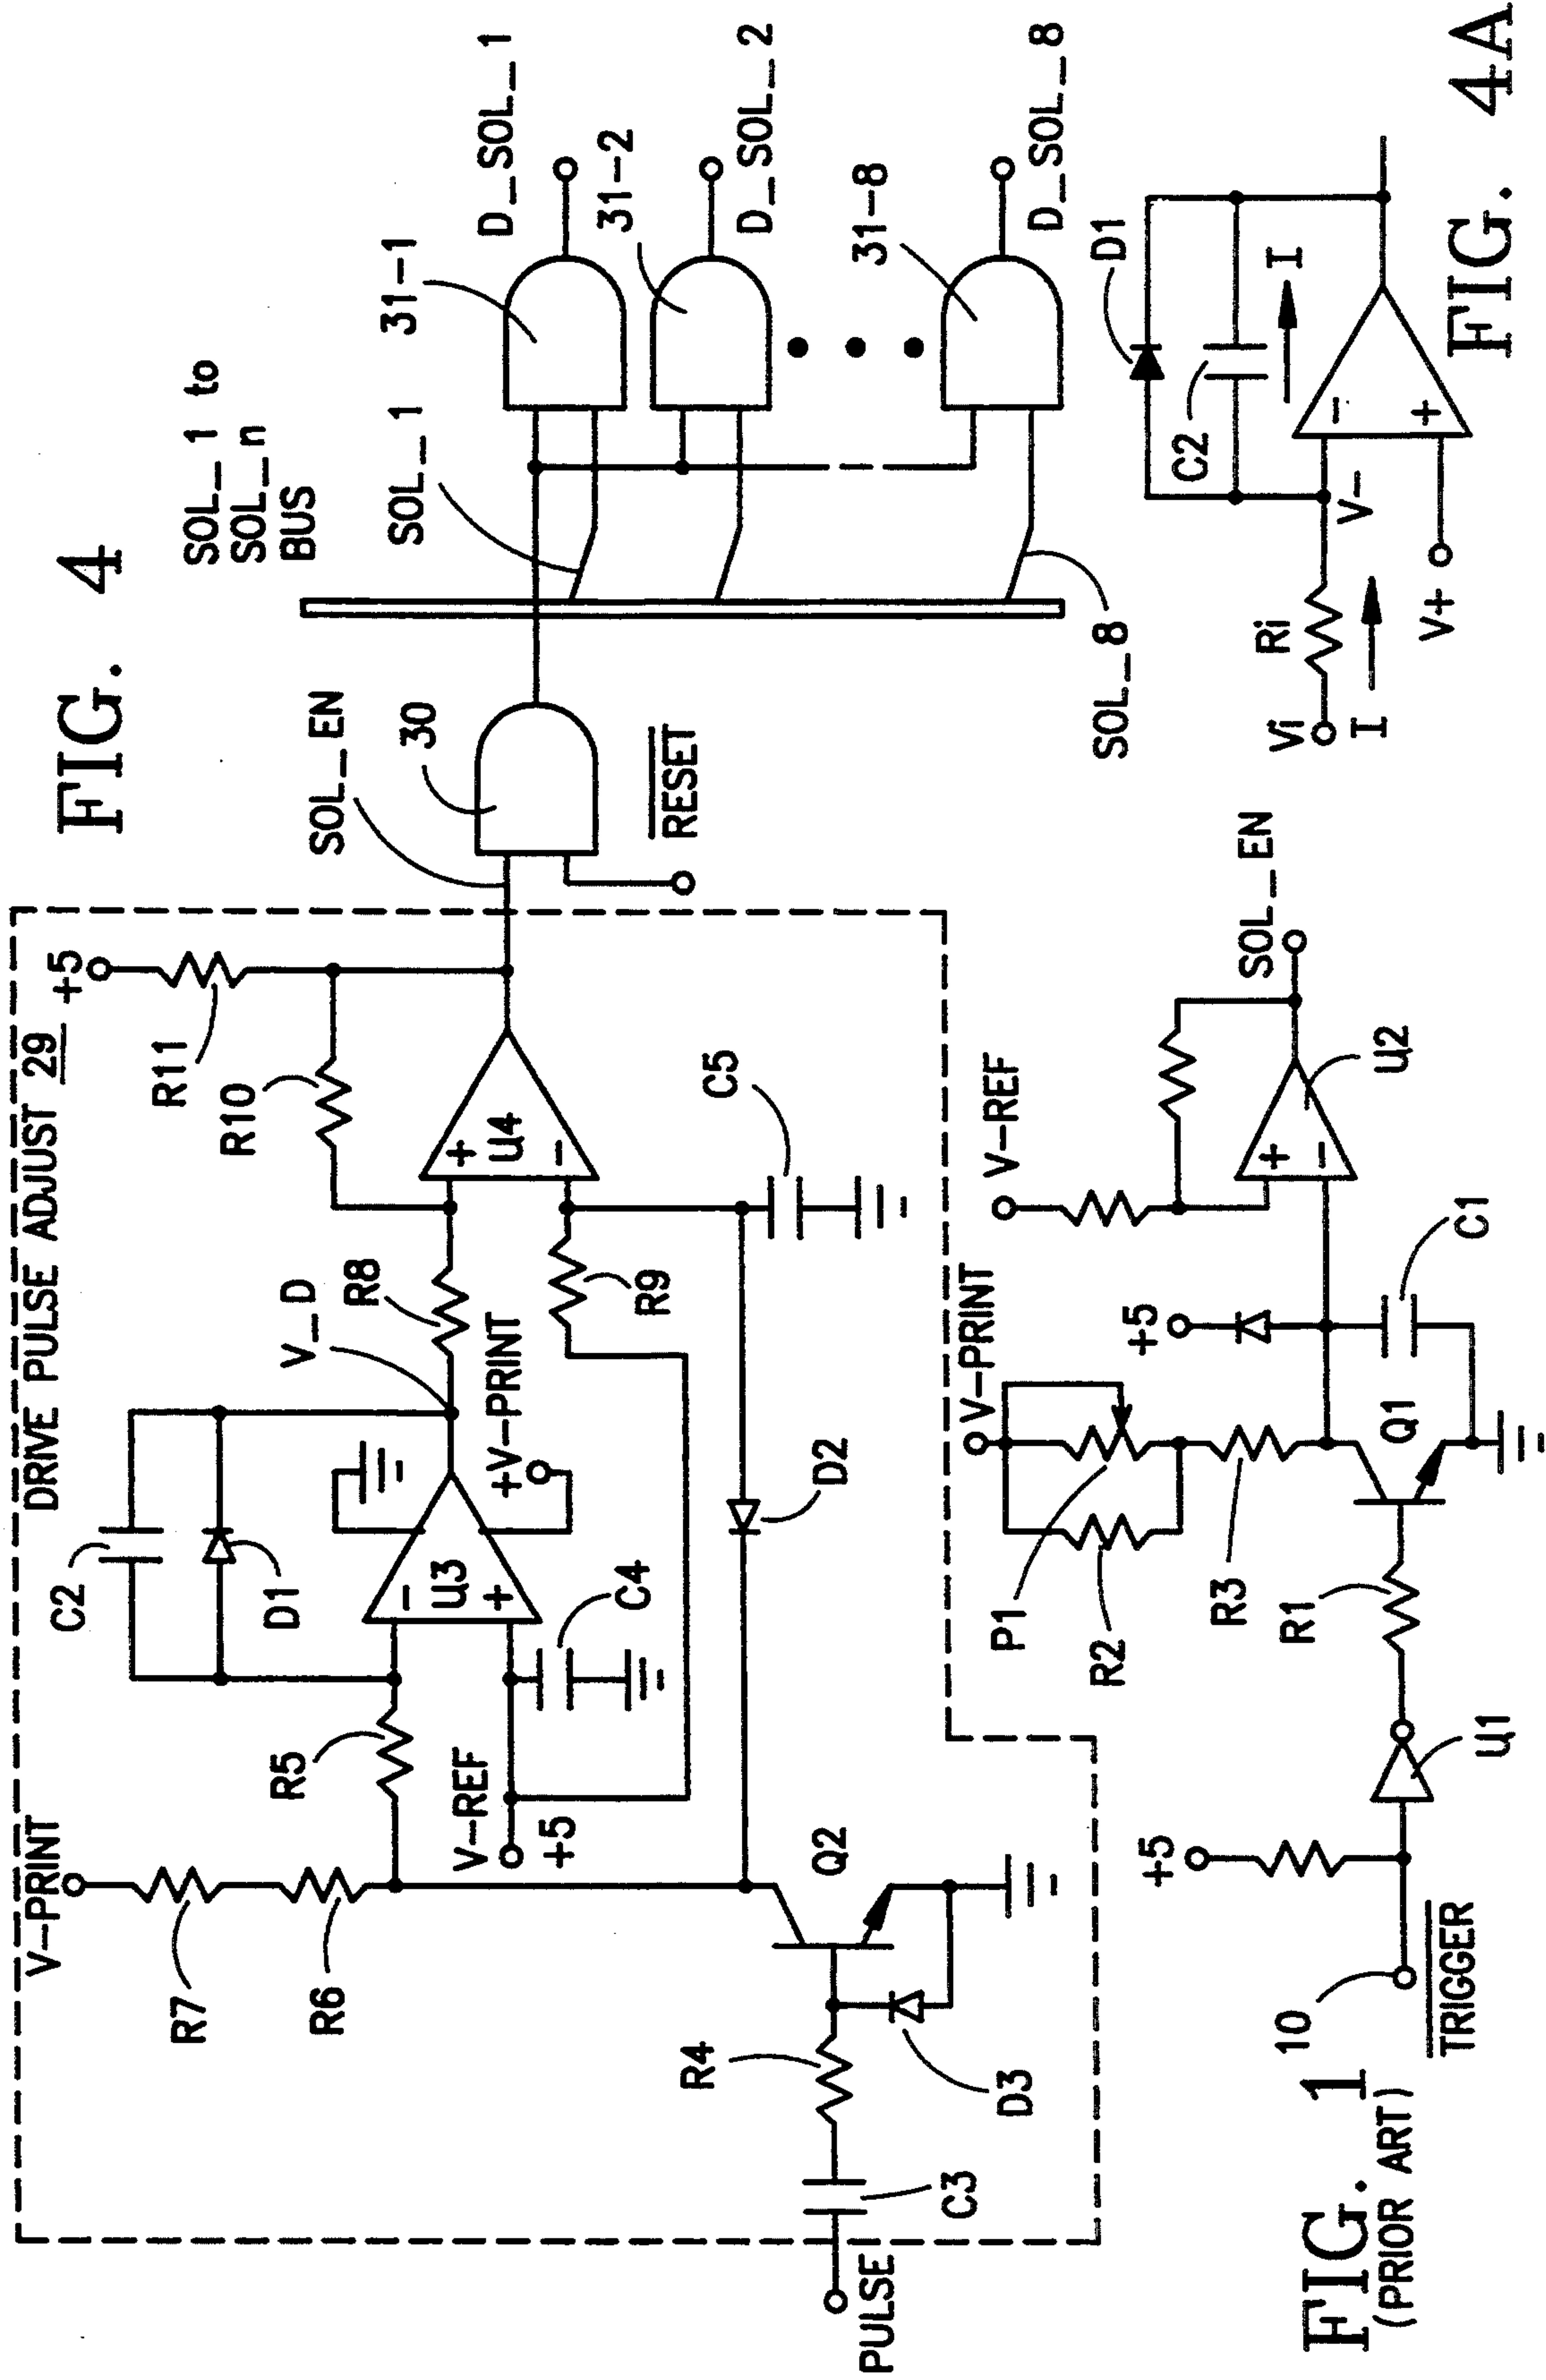 FIG. 4
DRIVE PULSE ADJUST 29
V-PRINT
R7
R6
R5
C2
D1
U3
V-REF
+5
C4
+V-PRINT
V_D
R8
R9
R10
R11
+5
U4
C5
D2
Q2
R4
D3
C3
PULSE
SOL_EN
30
RESET
SOL_1 to
SOL_n
BUS
SOL_1
SOL_8
31-1
D_SOL_1
31-2
D_SOL_2
31-8
D_SOL_8
FIG. 1
(PRIOR ART)
10
TRIGGER
+5
U1
R1
P1
R2
R3
V-PRINT
Q1
+5
C1
V-REF
U2
SOL_EN
FIG. 4A
Vi
I
Ri
V+
V-
C2
D1
I